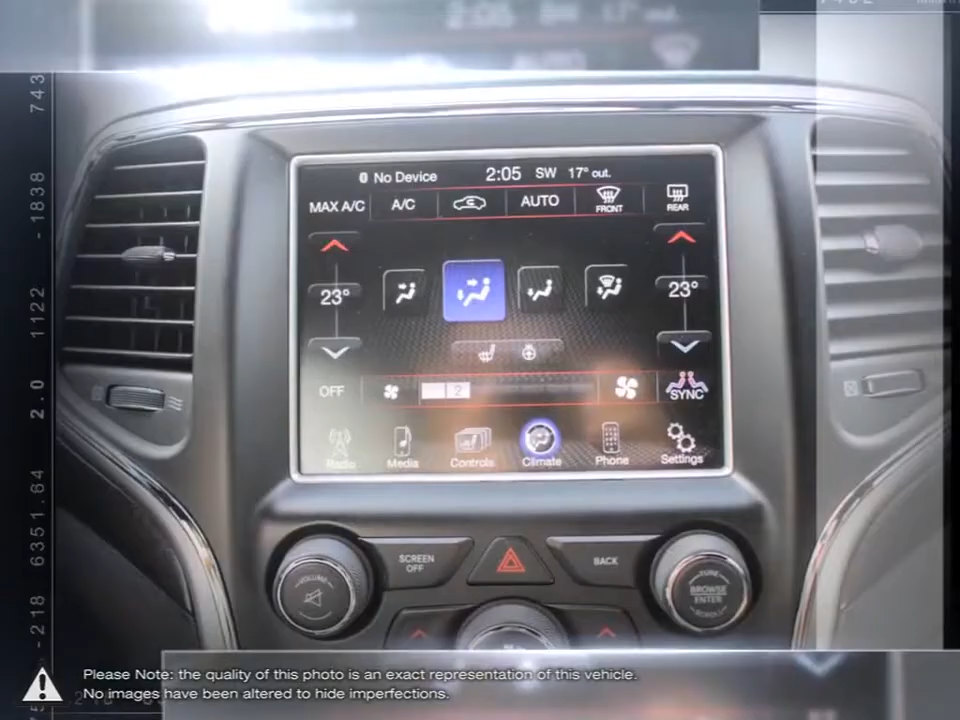 No Device 2:05 SW 17° out.
MAX A/C A/C AUTO FRONT REAR
23° 23°
OFF 2 SYNC
Radio Media Controls Climate Phone Settings
SCREEN OFF
BACK
VOLUME
TUNE
BROWSE
ENTER
SCROLL
743
-1838
1122
2.0
6351.64
-218
Please Note: the quality of this photo is an exact representation of this vehicle.
No images have been altered to hide imperfections.